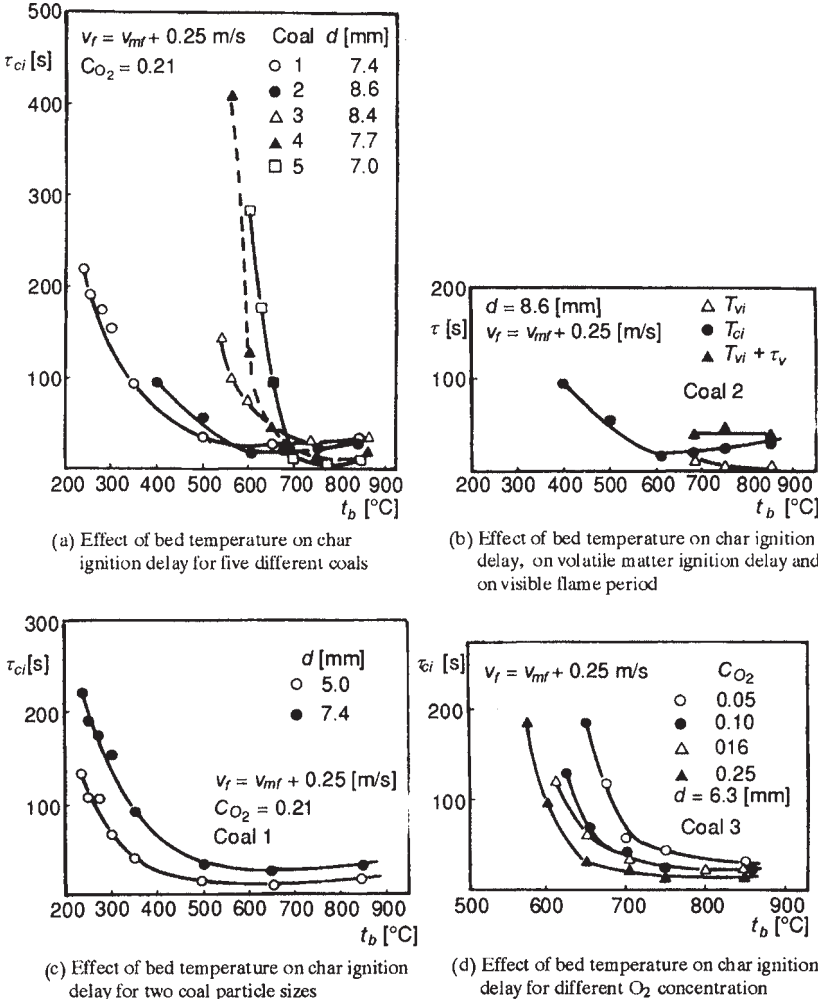 500
τci [s]
400
300
200
100
vf = vmf + 0.25 m/s
CO2 = 0.21
Coal d [mm]
1 7.4
2 8.6
3 8.4
4 7.7
5 7.0
200 300 400 500 600 700 800 900
tb [°C]
(a) Effect of bed temperature on char
ignition delay for five different coals
200
τ [s]
100
d = 8.6 [mm]
vf = vmf + 0.25 [m/s]
Tvi
Tci
Tvi + τv
Coal 2
200 300 400 500 600 700 800 900
tb [°C]
(b) Effect of bed temperature on char ignition
delay, on volatile matter ignition delay and
on visible flame period
300
τci [s]
200
100
d [mm]
5.0
7.4
vf = vmf + 0.25 [m/s]
CO2 = 0.21
Coal 1
200 300 400 500 600 700 800 900
tb [°C]
(c) Effect of bed temperature on char ignition
delay for two coal particle sizes
τci [s]
200
100
vf = vmf + 0.25 m/s
CO2
0.05
0.10
016
0.25
d = 6.3 [mm]
Coal 3
500 600 700 800 900
tb [°C]
(d) Effect of bed temperature on char ignition
delay for different O2 concentration